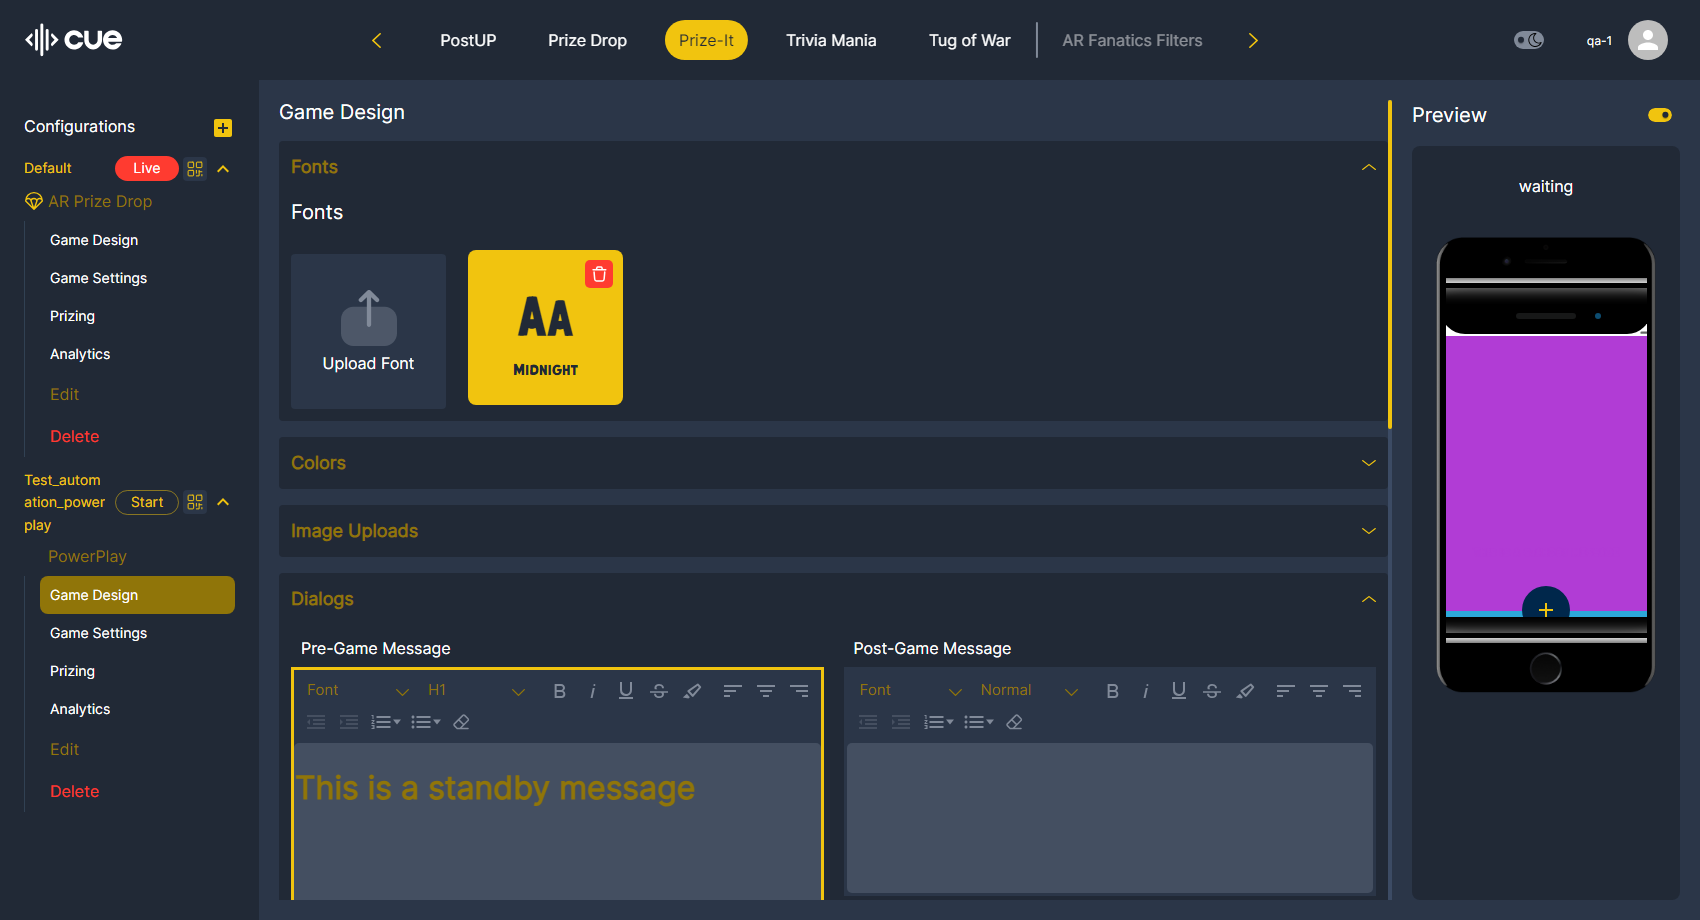 cue
PostUP
Prize Drop
Prize-It
Trivia Mania
Tug of War
AR Fanatics Filters
qa-1
Configurations
Default
Live
AR Prize Drop
Game Design
Game Settings
Prizing
Analytics
Edit
Delete
Test_autom
ation_power
play
Start
PowerPlay
Game Design
Game Settings
Prizing
Analytics
Edit
Delete
Game Design
Fonts
Fonts
Upload Font
AA
MIDNIGHT
Colors
Image Uploads
Dialogs
Pre-Game Message
Font
H1
This is a standby message
Post-Game Message
Font
Normal
Preview
waiting